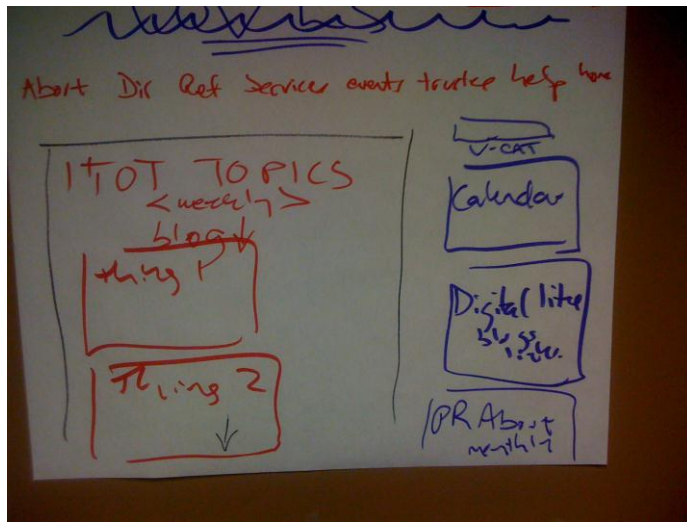 About Dir Ref Services events trustee help home
HOT TOPICS
<weekly>
blog
thing 1
Thing 2
V-CAT
Calendar
Digital
PR About
monthly